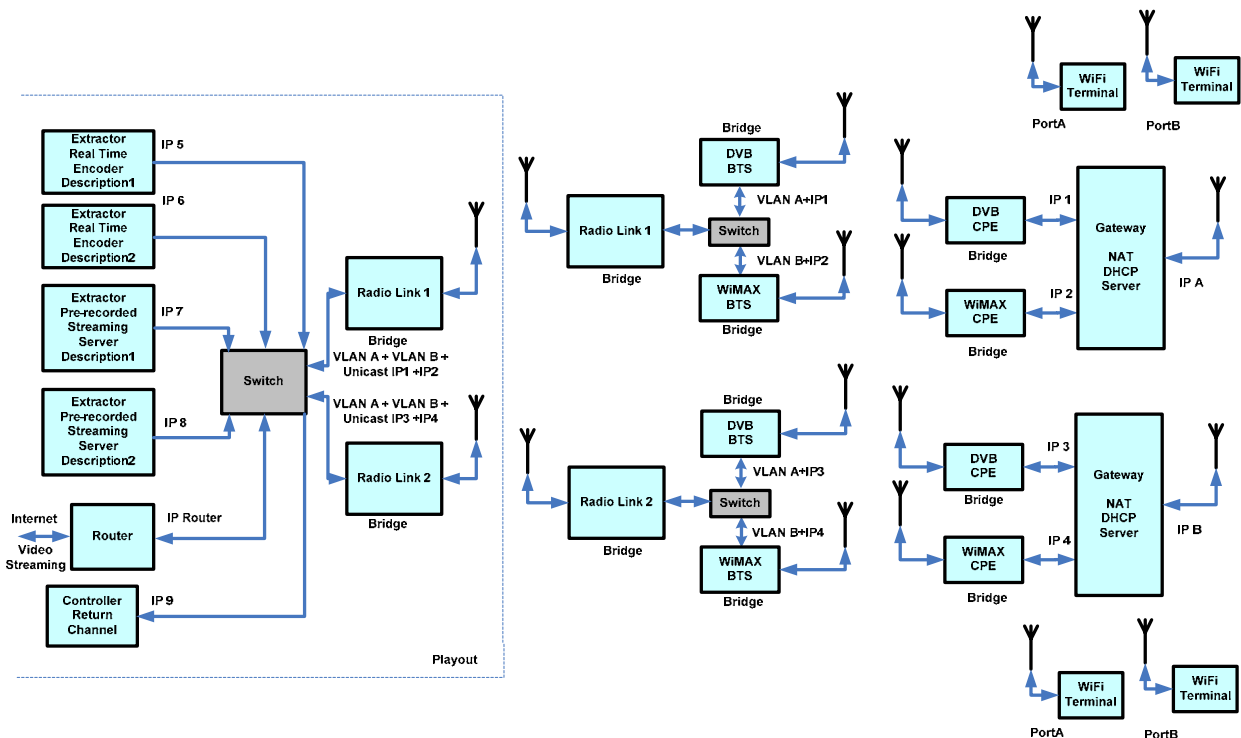 Extractor
Real Time
Encoder
Description1
IP 5
Extractor
Real Time
Encoder
Description2
IP 6
Extractor
Pre-recorded
Streaming
Server
Description1
IP 7
Extractor
Pre-recorded
Streaming
Server
Description2
IP 8
Internet
Video
Streaming
Router
IP Router
Controller
Return
Channel
IP 9
Switch
Radio Link 1
Bridge
VLAN A + VLAN B +
Unicast IP1 +IP2
VLAN A + VLAN B +
Unicast IP3 +IP4
Radio Link 2
Bridge
Playout
Radio Link 1
Bridge
Bridge
DVB
BTS
VLAN A+IP1
Switch
VLAN B+IP2
WiMAX
BTS
Bridge
Radio Link 2
Bridge
Bridge
DVB
BTS
VLAN A+IP3
Switch
VLAN B+IP4
WiMAX
BTS
Bridge
WiFi
Terminal
PortA
WiFi
Terminal
PortB
DVB
CPE
Bridge
IP 1
WiMAX
CPE
Bridge
IP 2
Gateway
NAT
DHCP
Server
IP A
DVB
CPE
Bridge
IP 3
WiMAX
CPE
Bridge
IP 4
Gateway
NAT
DHCP
Server
IP B
WiFi
Terminal
PortA
WiFi
Terminal
PortB